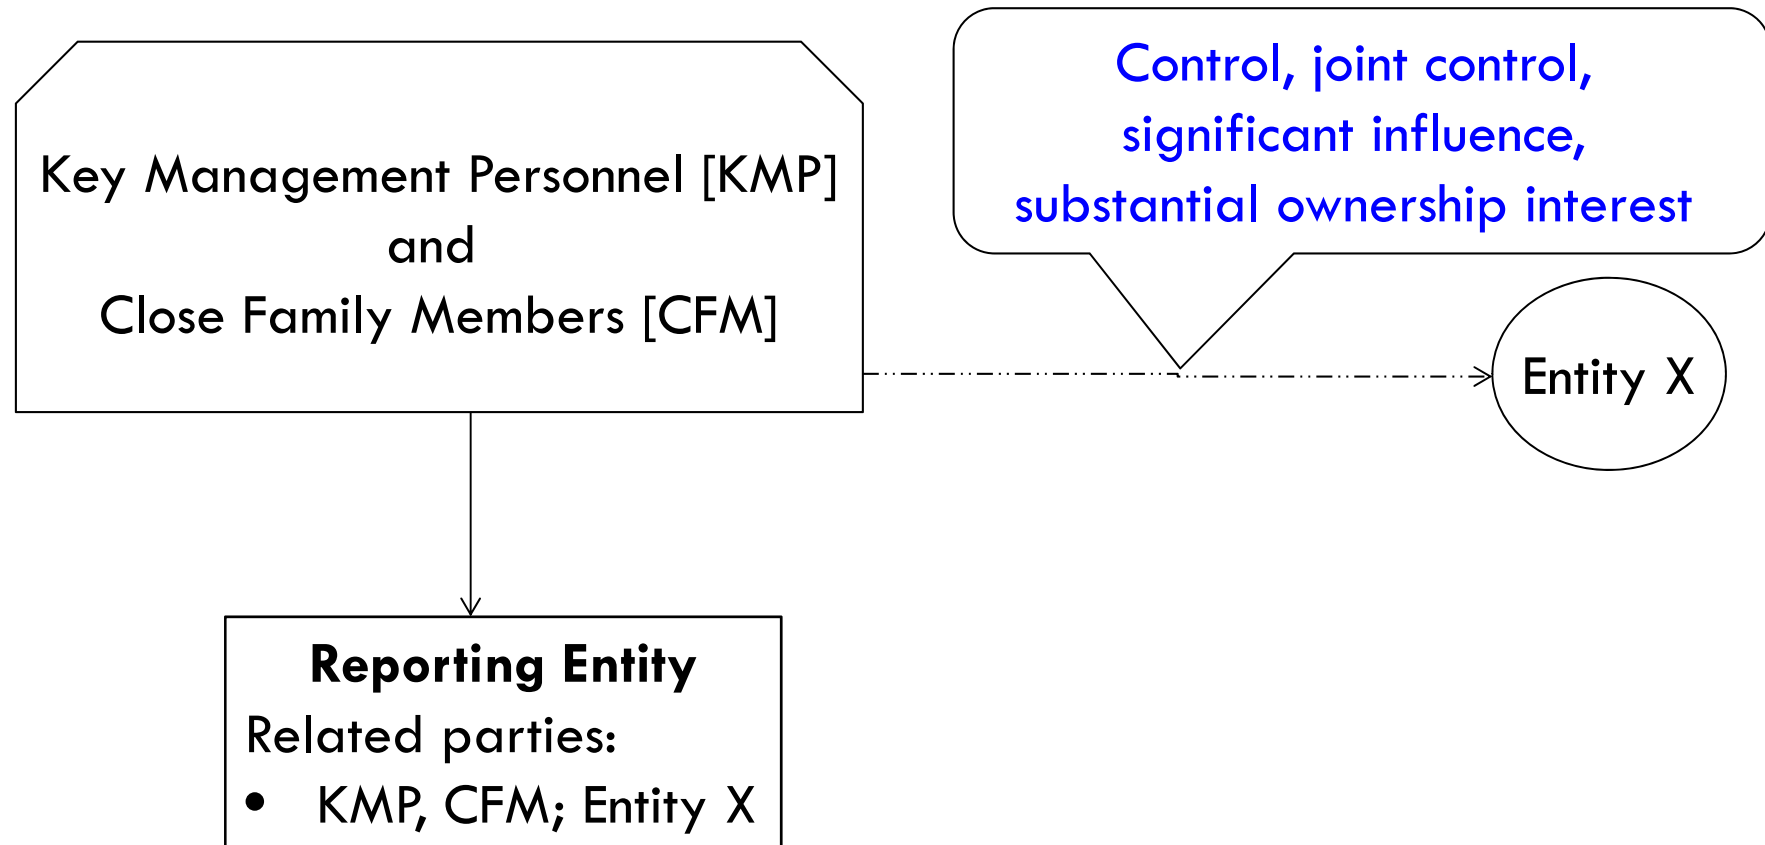 Key Management Personnel [KMP]
and
Close Family Members [CFM]
Control, joint control,
significant influence,
substantial ownership interest
Entity X
Reporting Entity
Related parties:
• KMP, CFM; Entity X